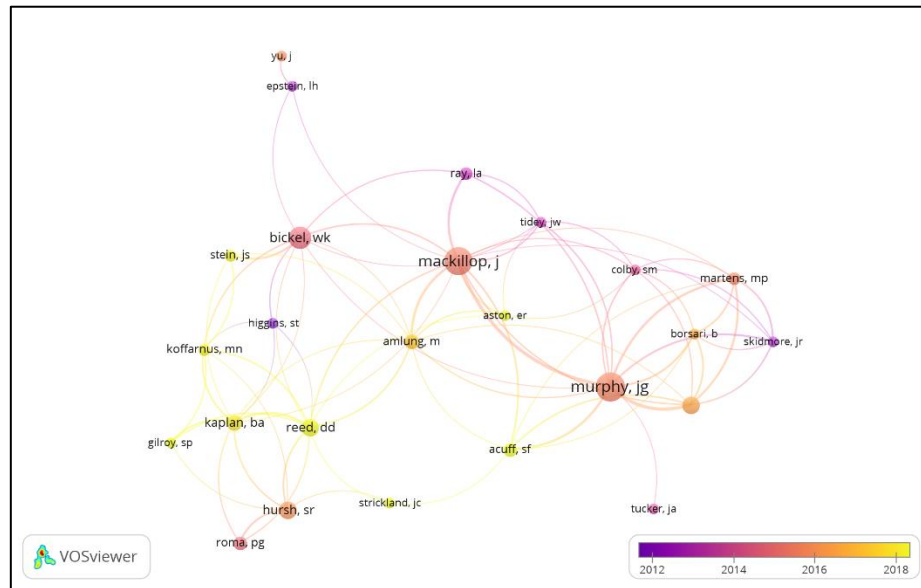 yu, j
epstein, lh
ray, la
tidey, jw
bickel, wk
stein, js
mackillop, j
colby, sm
martens, mp
aston, er
higgins, st
borsari, b
amlung, m
skidmore, jr
koffarnus, mn
murphy, jg
kaplan, ba
reed, dd
gilroy, sp
acuff, sf
strickland, jc
hursh, sr
tucker, ja
roma, pg
VOSviewer
2012 2014 2016 2018